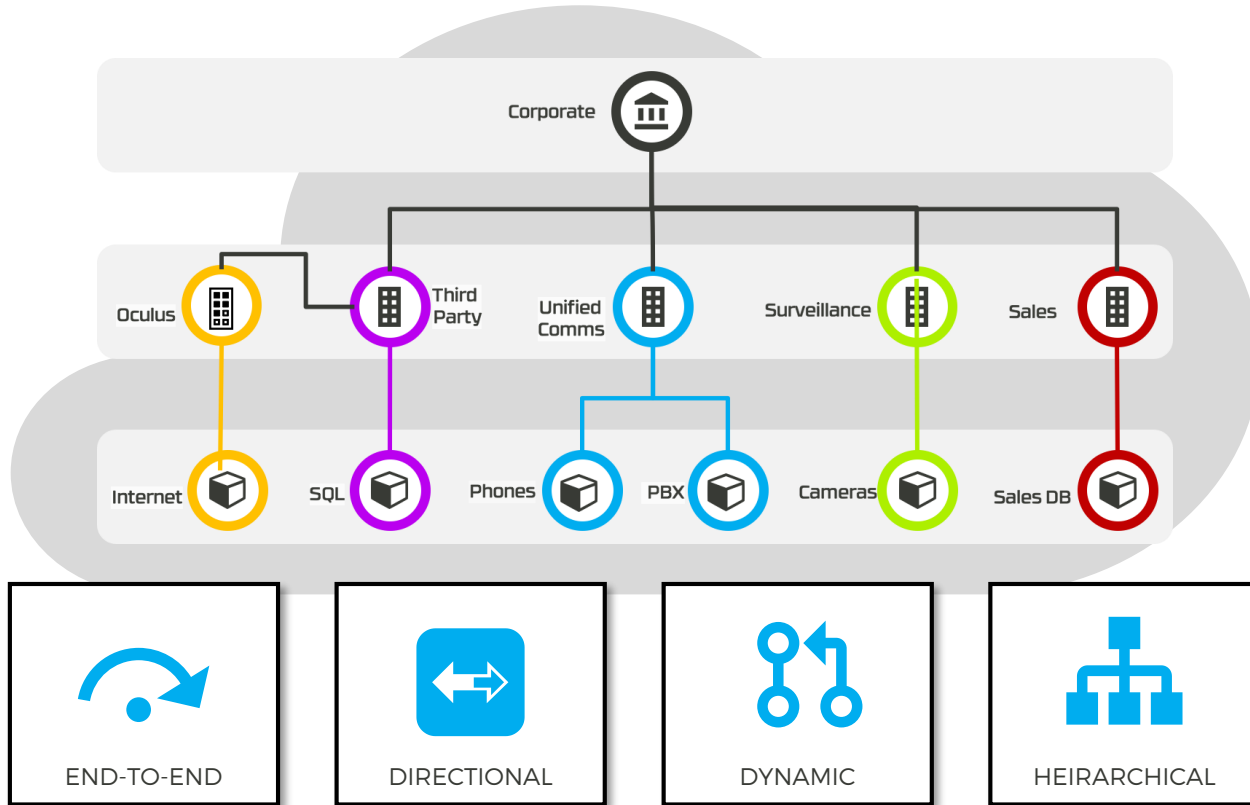 Corporate
Oculus
Third
Party
Unified
Comms
Surveillance
Sales
Internet
SQL
Phones
PBX
Cameras
Sales DB
END-TO-END
DIRECTIONAL
DYNAMIC
HEIRARCHICAL